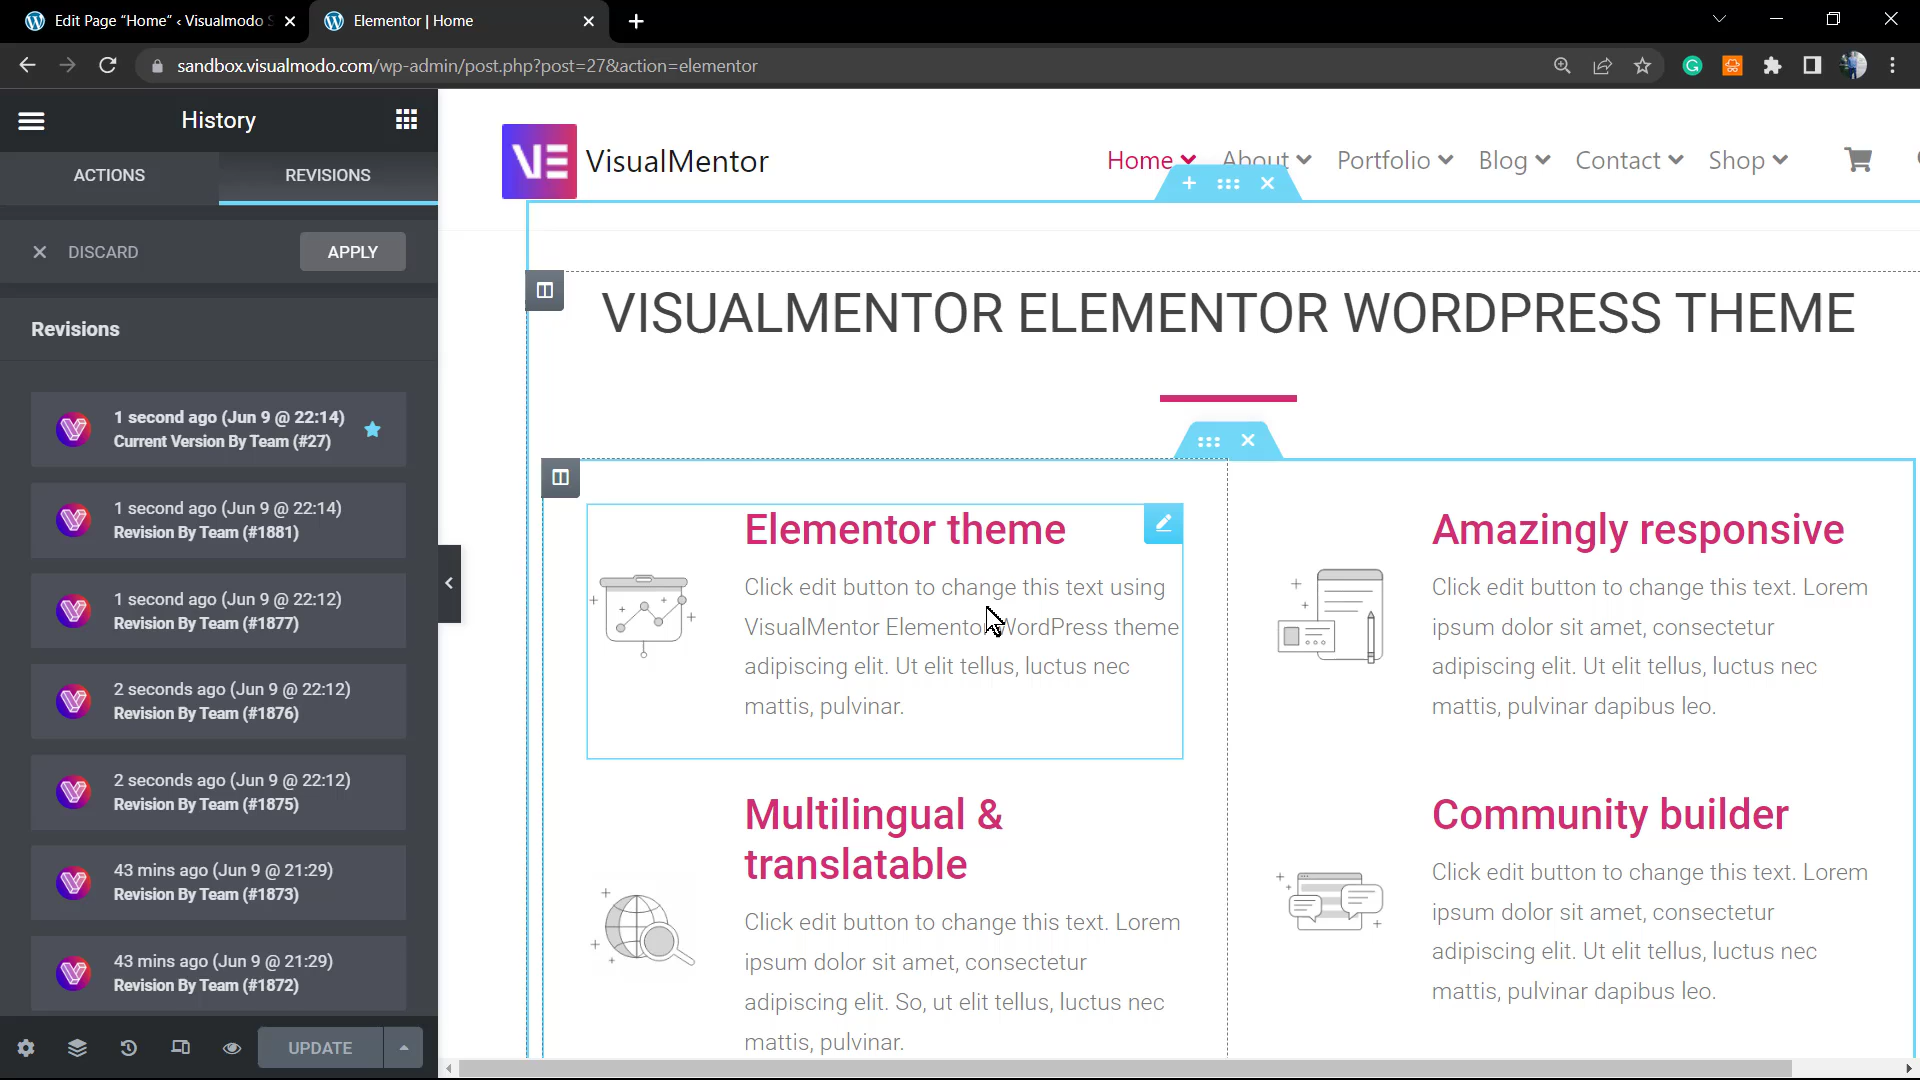 Edit Page “Home” ‹ Visualmodo S
Elementor | Home
sandbox.visualmodo.com/wp-admin/post.php?post=27&action=elementor
History
ACTIONS
REVISIONS
DISCARD
APPLY
Revisions
1 second ago (Jun 9 @ 22:14)
Current Version By Team (#27)
1 second ago (Jun 9 @ 22:14)
Revision By Team (#1881)
1 second ago (Jun 9 @ 22:12)
Revision By Team (#1877)
2 seconds ago (Jun 9 @ 22:12)
Revision By Team (#1876)
2 seconds ago (Jun 9 @ 22:12)
Revision By Team (#1875)
43 mins ago (Jun 9 @ 21:29)
Revision By Team (#1873)
43 mins ago (Jun 9 @ 21:29)
Revision By Team (#1872)
UPDATE
VE VisualMentor
Home About Portfolio Blog Contact Shop
VISUALMENTOR ELEMENTOR WORDPRESS THEME
Elementor theme
Click edit button to change this text using
VisualMentor Elementor WordPress theme
adipiscing elit. Ut elit tellus, luctus nec
mattis, pulvinar.
Amazingly responsive
Click edit button to change this text. Lorem
ipsum dolor sit amet, consectetur
adipiscing elit. Ut elit tellus, luctus nec
mattis, pulvinar dapibus leo.
Multilingual &
translatable
Click edit button to change this text. Lorem
ipsum dolor sit amet, consectetur
adipiscing elit. So, ut elit tellus, luctus nec
mattis, pulvinar.
Community builder
Click edit button to change this text. Lorem
ipsum dolor sit amet, consectetur
adipiscing elit. Ut elit tellus, luctus nec
mattis, pulvinar dapibus leo.